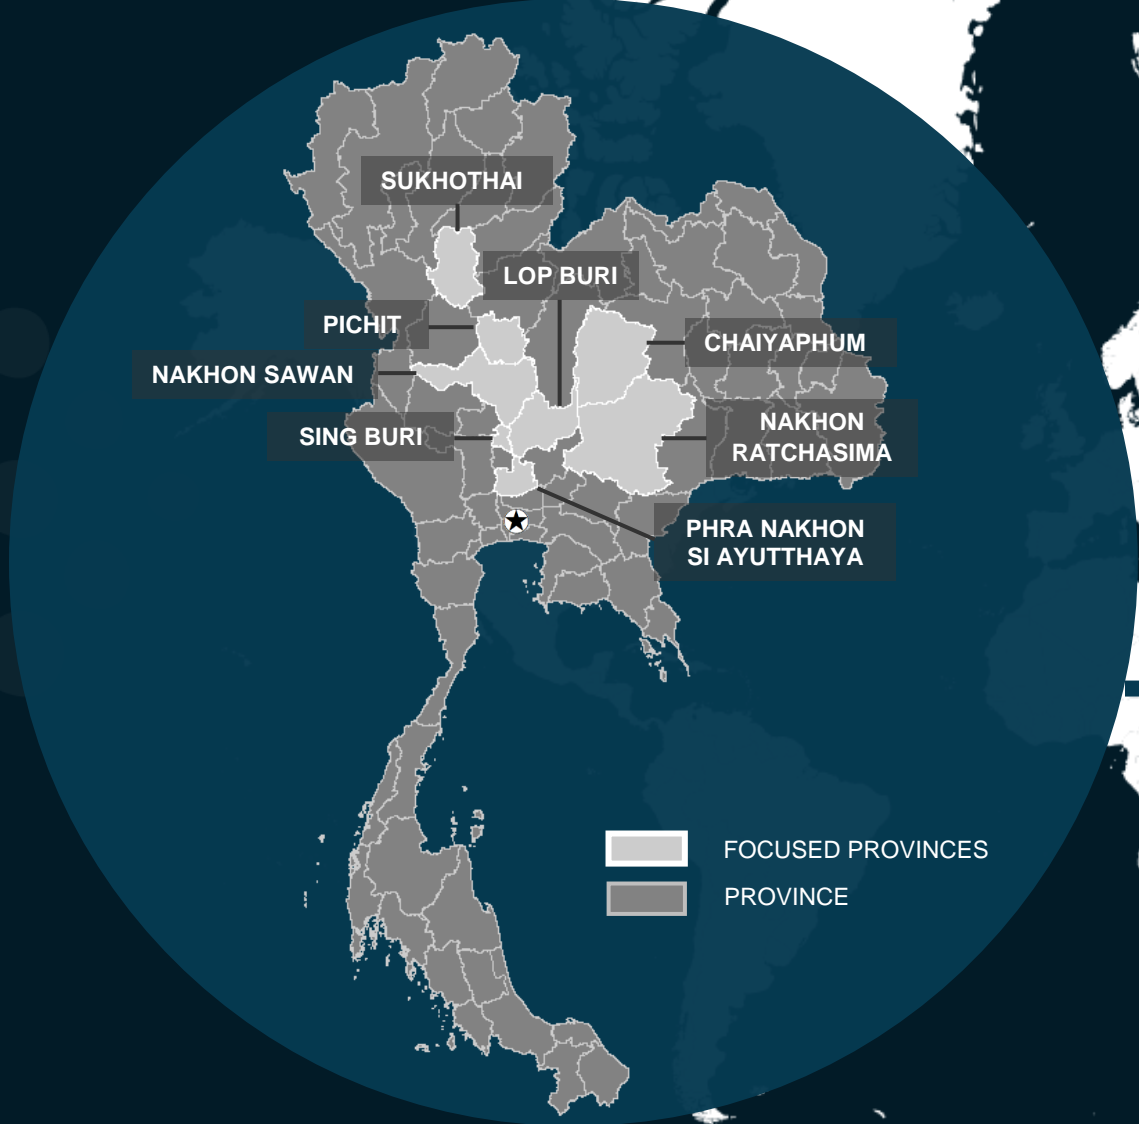 SUKHOTHAI
LOP BURI
PICHIT
CHAIYAPHUM
NAKHON SAWAN
NAKHON
RATCHASIMA
SING BURI
PHRA NAKHON
SI AYUTTHAYA
FOCUSED PROVINCES
PROVINCE